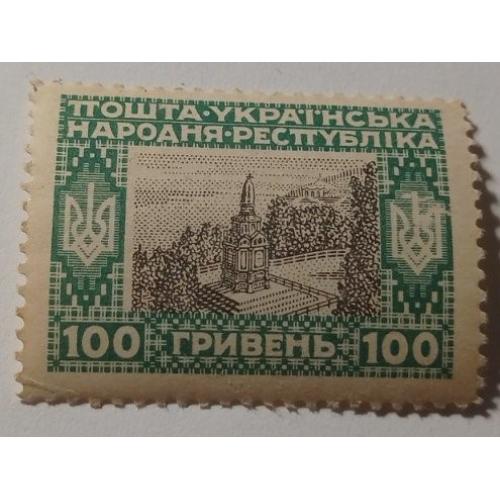 ПОШТА·УКРАЇНСЬКА
НАРОДНЯ·РЕСПУБЛІКА
100 ГРИВЕНЬ 100